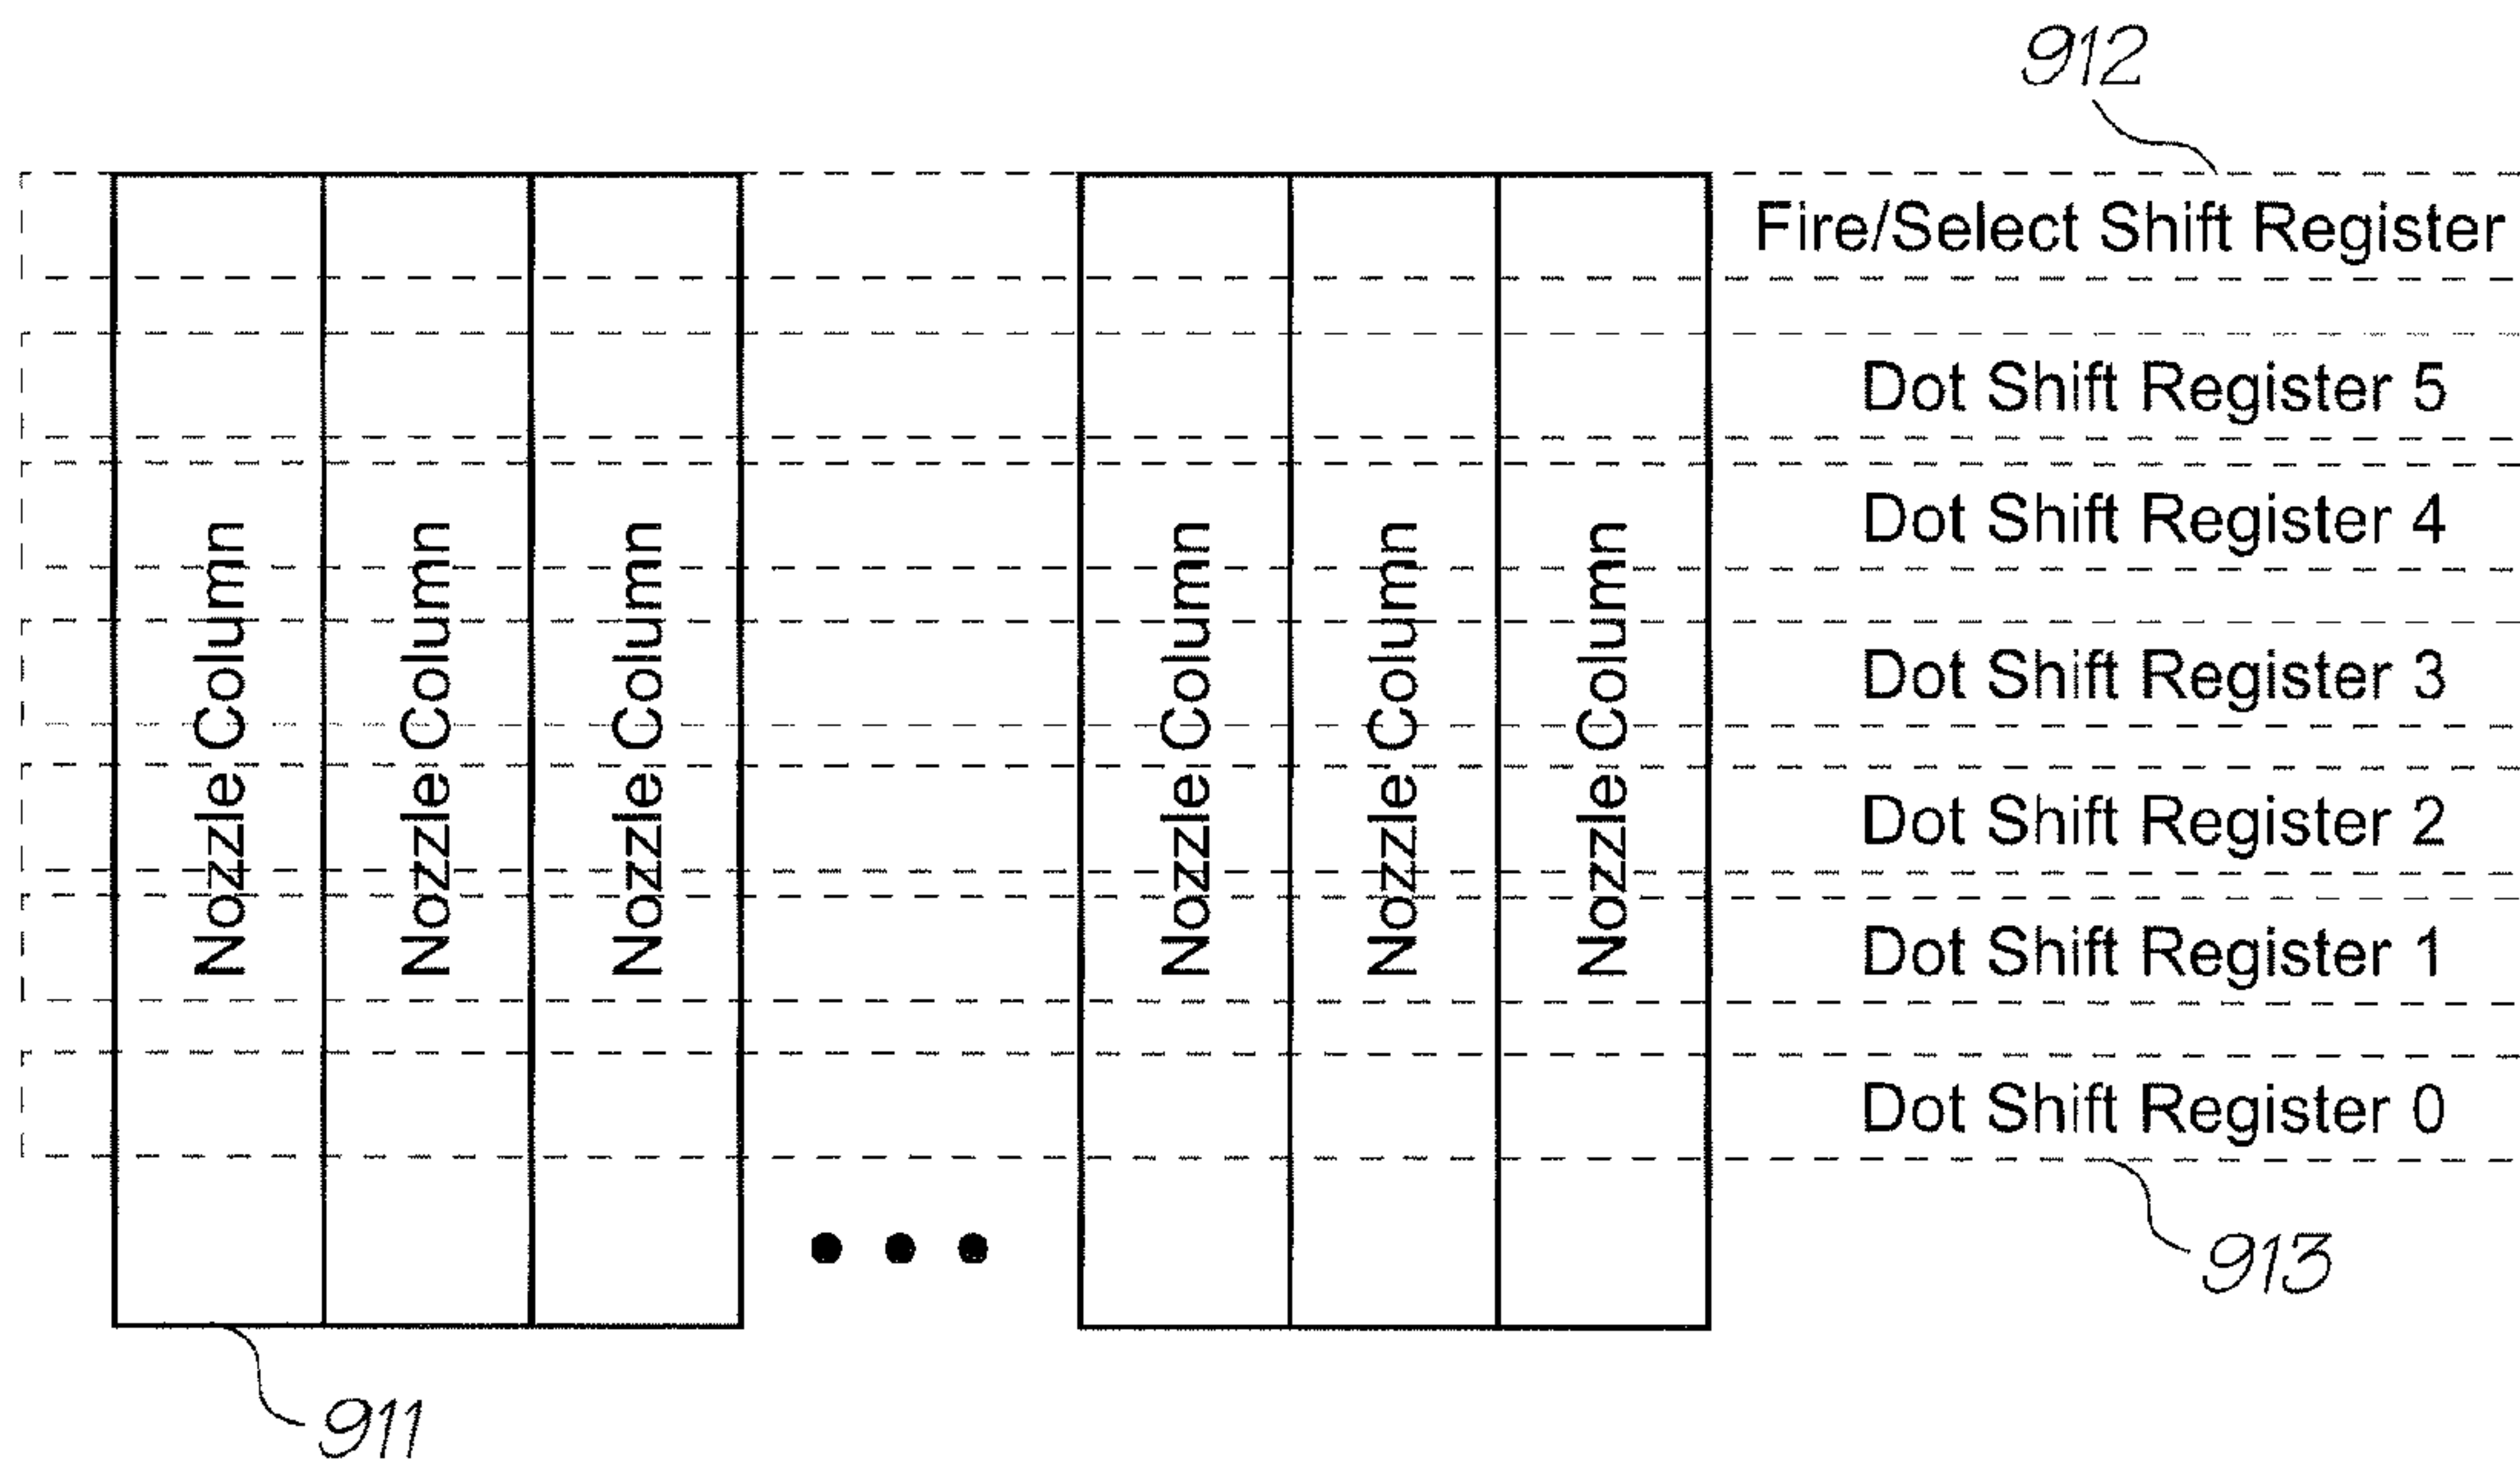 912
Fire/Select Shift Register
Dot Shift Register 5
Dot Shift Register 4
Dot Shift Register 3
Dot Shift Register 2
Dot Shift Register 1
Dot Shift Register 0
Nozzle Column
Nozzle Column
Nozzle Column
Nozzle Column
Nozzle Column
Nozzle Column
913
911